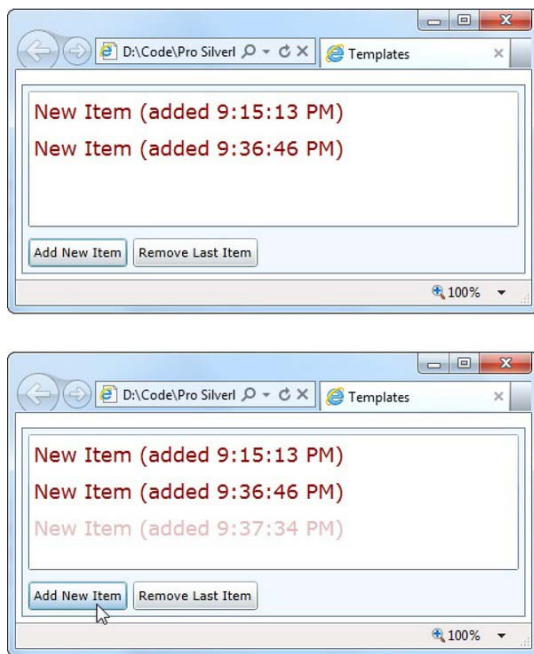 D:\Code\Pro Silverl
Templates
New Item (added 9:15:13 PM)
New Item (added 9:36:46 PM)
Add New Item
Remove Last Item
100%
D:\Code\Pro Silverl
Templates
New Item (added 9:15:13 PM)
New Item (added 9:36:46 PM)
New Item (added 9:37:34 PM)
Add New Item
Remove Last Item
100%